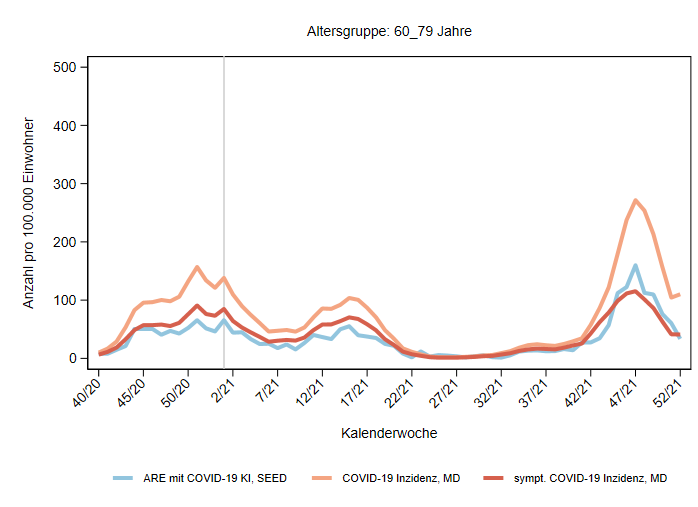 Altersgruppe: 60_79 Jahre
500
400
300
200
100
0
Anzahl pro 100.000 Einwohner
40/20 45/20 50/20 2/21 7/21 12/21 17/21 22/21 27/21 32/21 37/21 42/21 47/21 52/21
Kalenderwoche
ARE mit COVID-19 KI, SEED COVID-19 Inzidenz, MD sympt. COVID-19 Inzidenz, MD